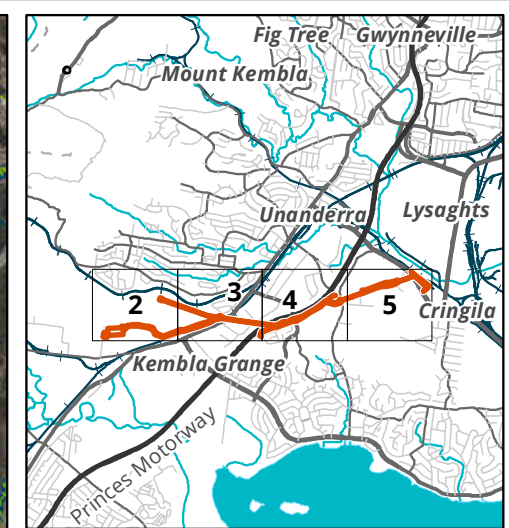 Fig Tree Gwynneville
Mount Kembla
Unanderra
Lysaghts
2 3 4 5
Cringila
Kembla Grange
Princes Motorway